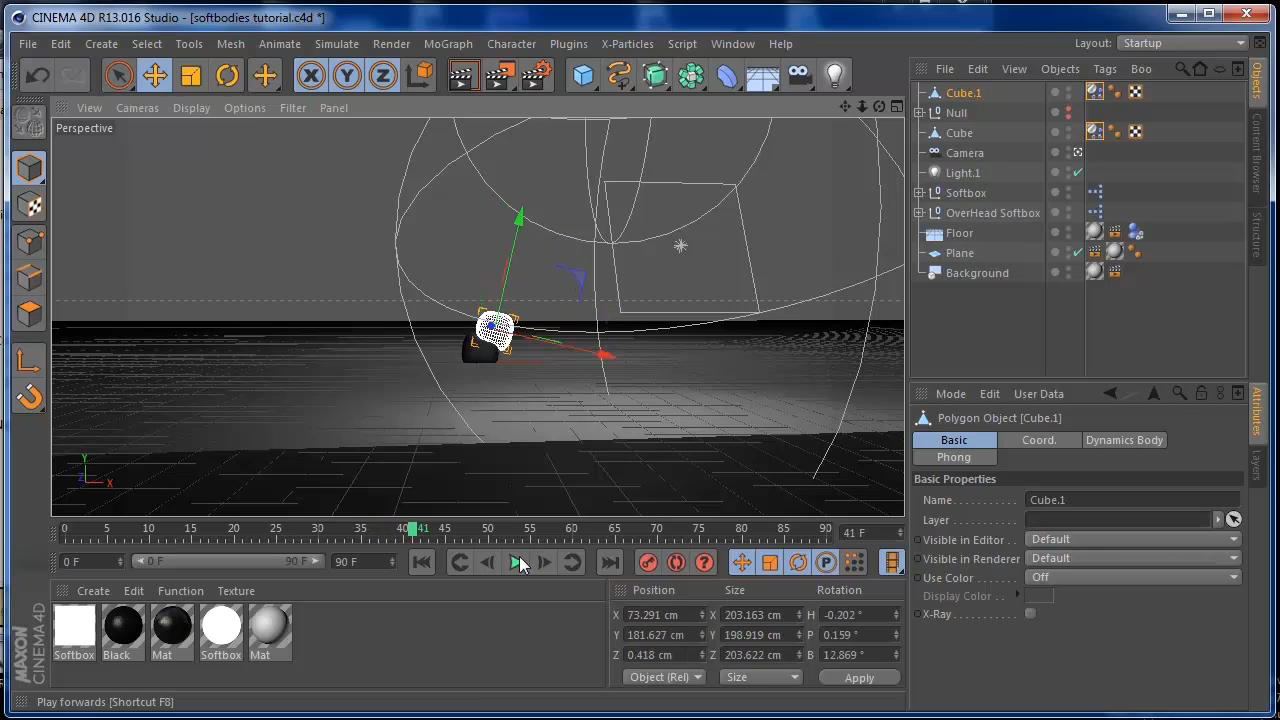 CINEMA 4D R13.016 Studio - [softbodies tutorial.c4d *]
File Edit Create Select Tools Mesh Animate Simulate Render MoGraph Character Plugins X-Particles Script Window Help Layout: Startup
File Edit View Objects Tags Boo
View Cameras Display Options Filter Panel
Perspective
Cube.1
Null
Cube
Camera
Light.1
Softbox
OverHead Softbox
Floor
Plane
Background
Objects
Content Browser
Structure
Mode Edit User Data
Polygon Object [Cube.1]
Basic Coord. Dynamics Body
Phong
Basic Properties
Name Cube.1
Layer
Visible in Editor Default
Visible in Renderer Default
Use Color Off
Display Color
X-Ray
Attributes
Layers
Y
Z X
0 5 10 15 20 25 30 35 40 41 45 50 55 60 65 70 75 80 85 90 41 F
0 F 0 F 90 F 90 F
Create Edit Function Texture
Softbox Black Mat Softbox Mat
Position Size Rotation
X 73.291 cm X 203.163 cm H -0.202 °
Y 181.627 cm Y 198.919 cm P 0.159 °
Z 0.418 cm Z 203.622 cm B 12.869 °
Object (Rel) Size Apply
MAXON
CINEMA 4D
Play forwards [Shortcut F8]